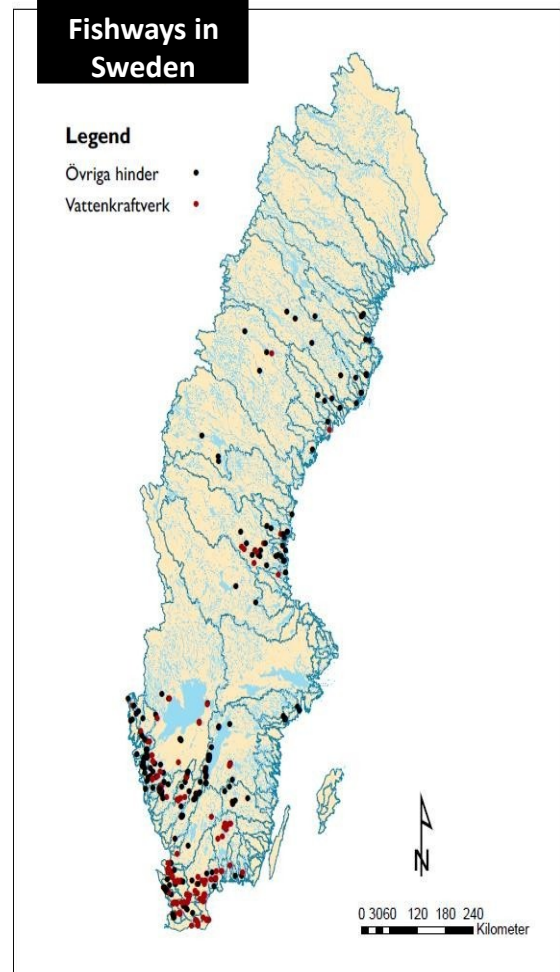 Fishways in
Sweden
Legend
Övriga hinder
Vattenkraftverk
N
0 3060 120 180 240
Kilometer